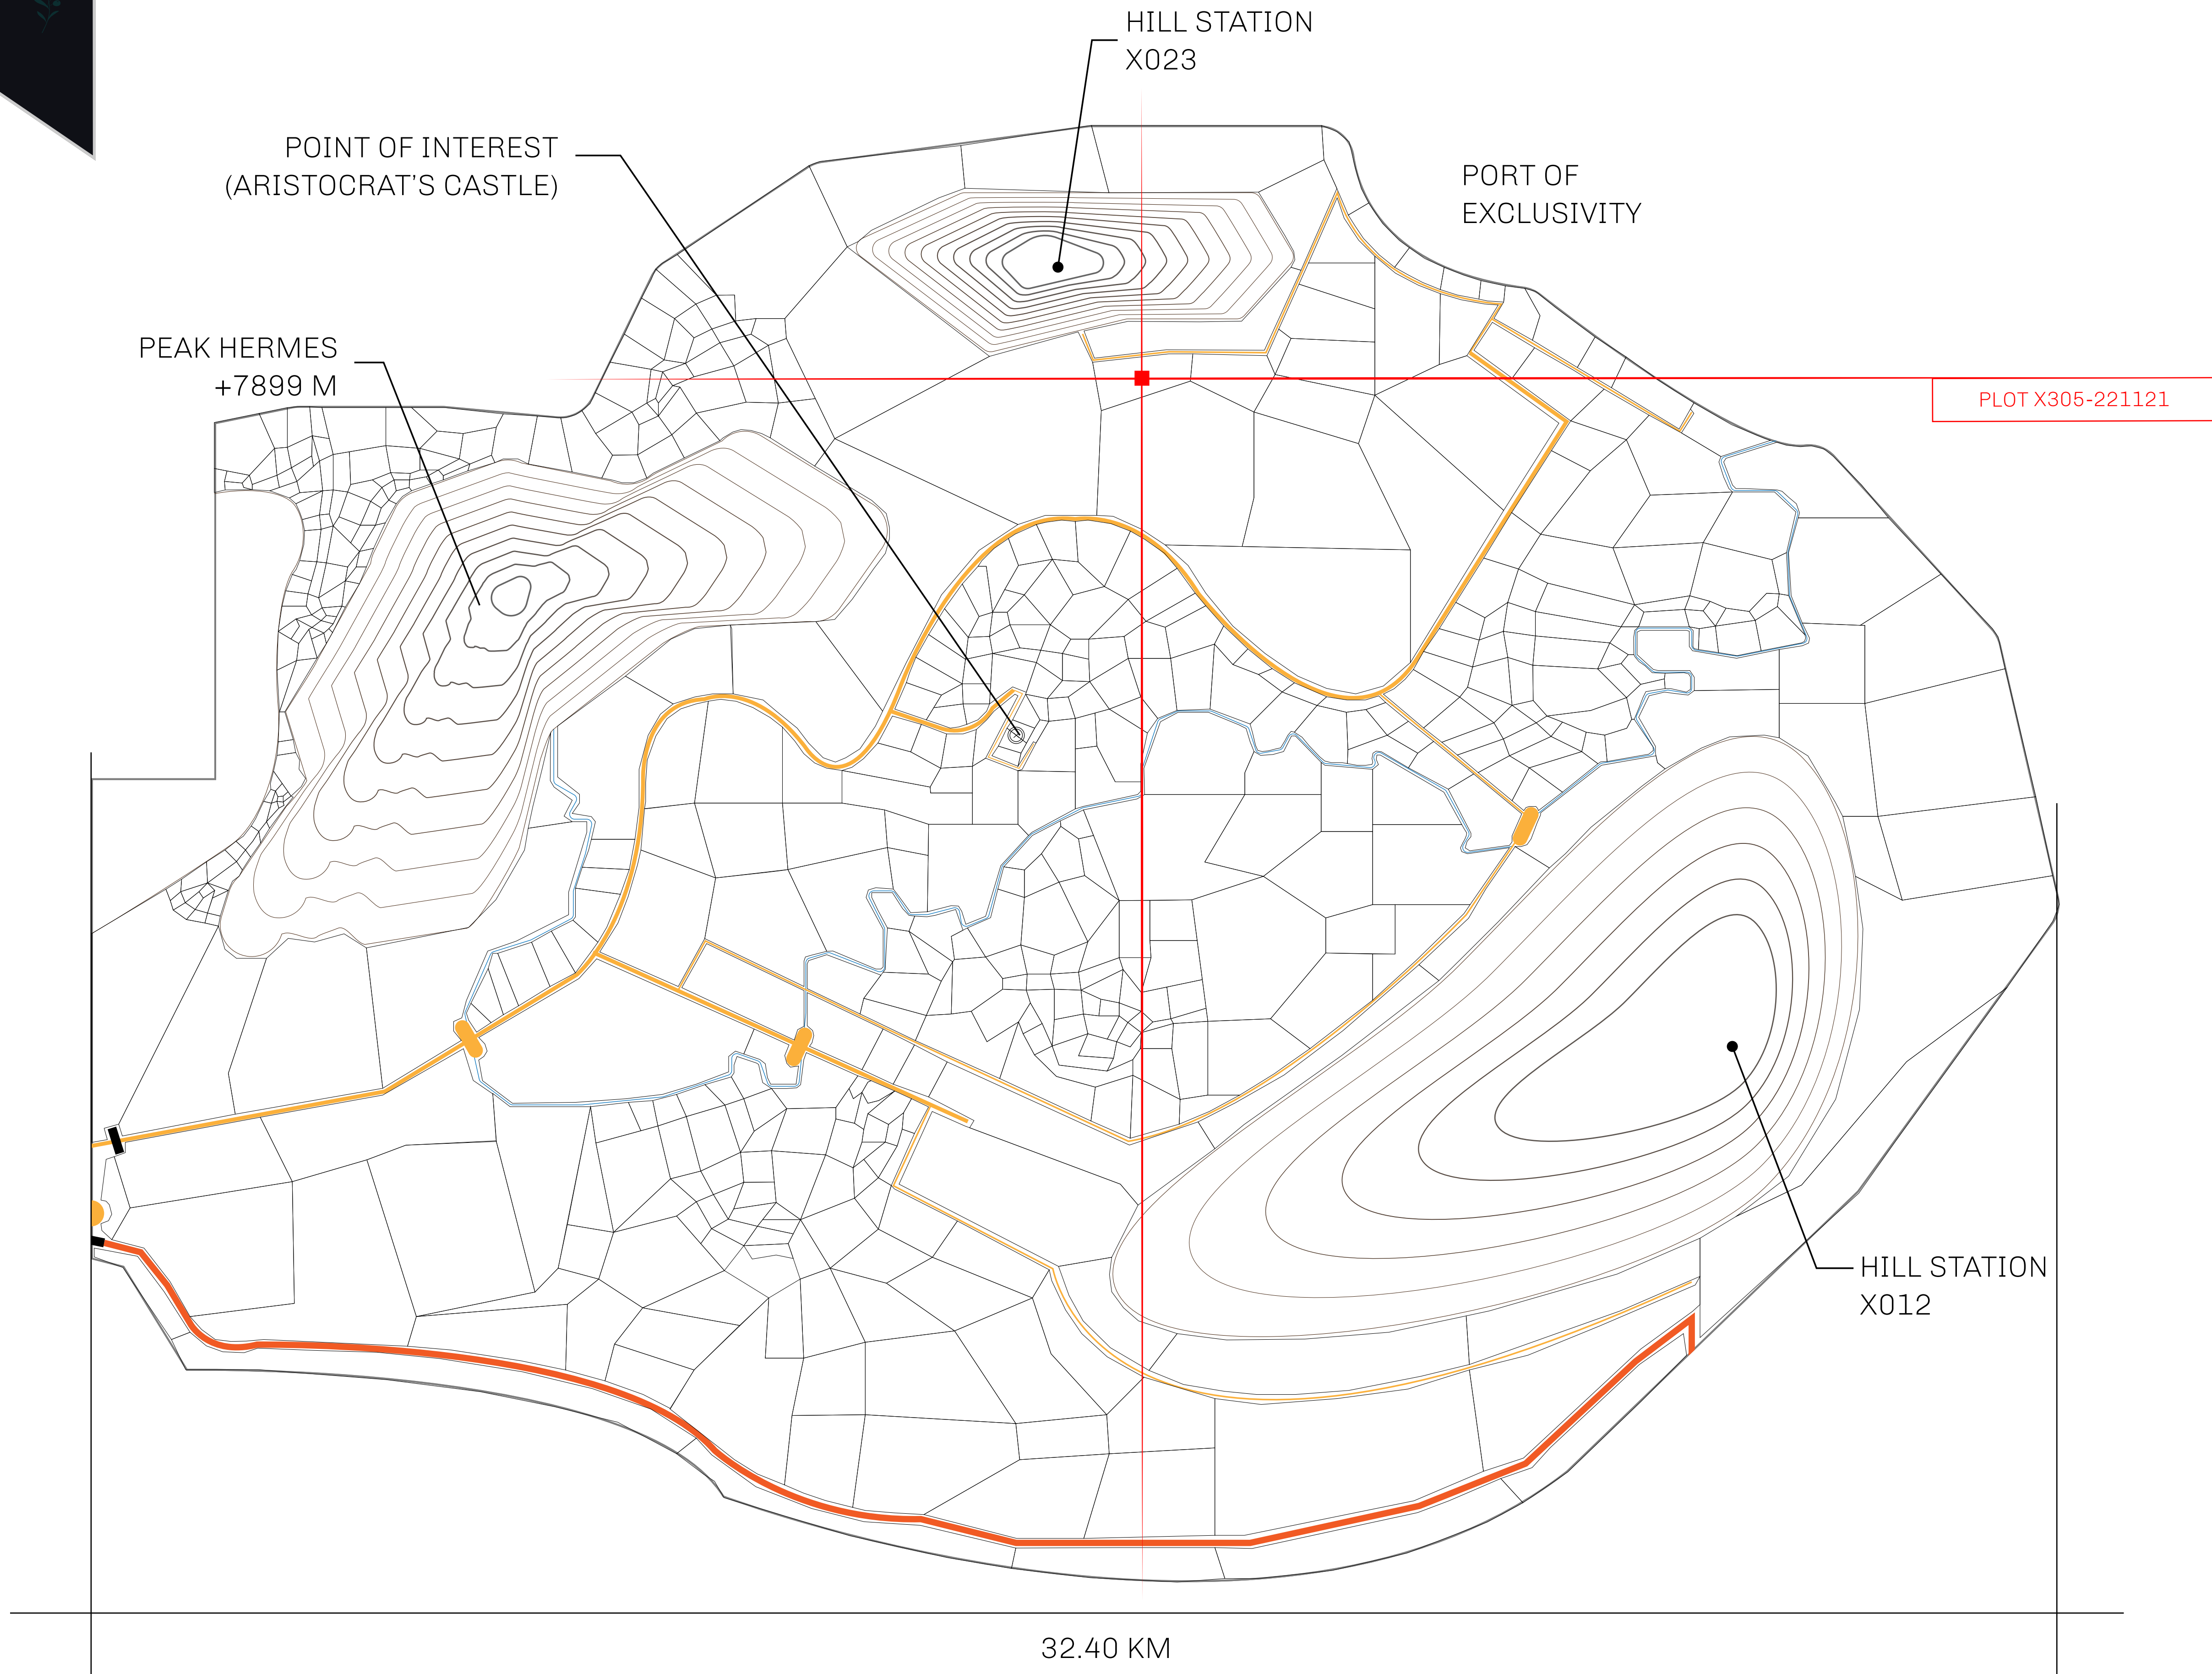 HILL STATION
X023
POINT OF INTEREST
(ARISTOCRAT'S CASTLE)
PORT OF
EXCLUSIVITY
PEAK HERMES
+7899 M
PLOT X305-221121
HILL STATION
X012
32.40 KM